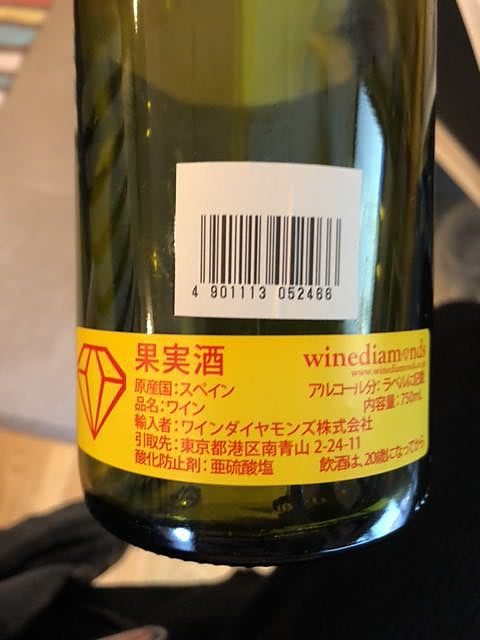 4 901113 052466
果実酒
winediamonds
www.winediamonds.com
原産国:スペイン
アルコール分:ラベルに記載
品名:ワイン
内容量:750mL
輸入者:ワインダイヤモンズ株式会社
引取先:東京都港区南青山 2-24-11
酸化防止剤:亜硫酸塩
飲酒は、20歳になってから